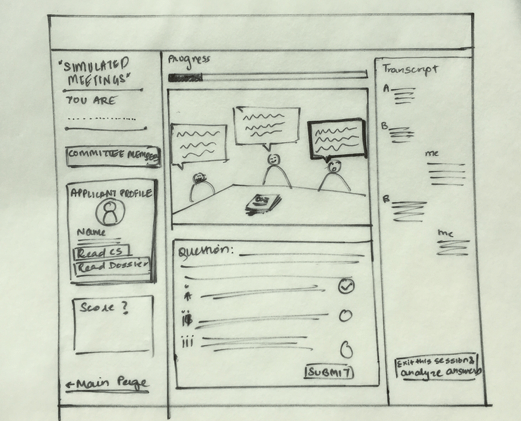 "SIMULATED
MEETINGS"
YOU ARE
COMMITTEE MEMBER
APPLICANT PROFILE
Name
Read CS
Read Dossier
Score?
←Main Page
Progress
Question:
i
ii
iii
SUBMIT
Transcript
A
B
me
B
me
Exit this session &
analyze answers